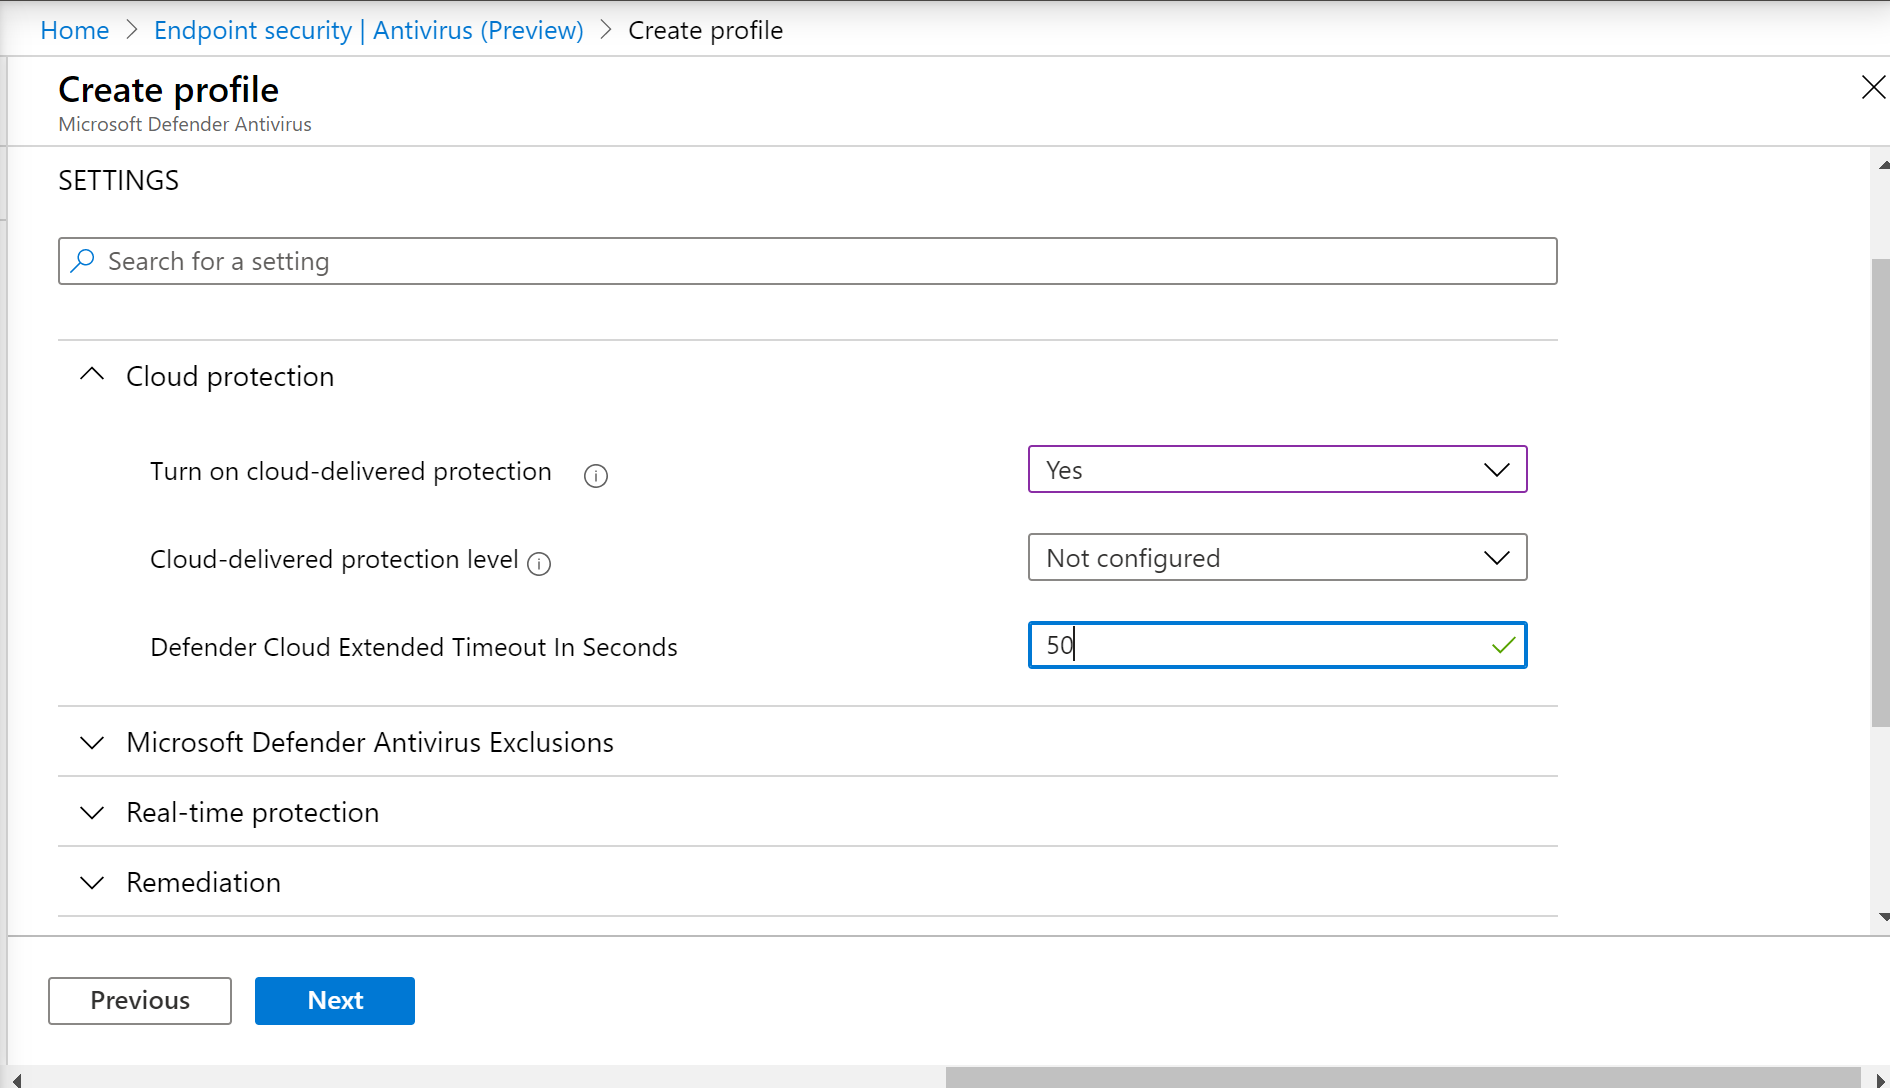 Home > Endpoint security | Antivirus (Preview) > Create profile
Create profile
Microsoft Defender Antivirus
SETTINGS
Search for a setting
Cloud protection
Turn on cloud-delivered protection Yes
Cloud-delivered protection level Not configured
Defender Cloud Extended Timeout In Seconds 50
Microsoft Defender Antivirus Exclusions
Real-time protection
Remediation
Previous Next